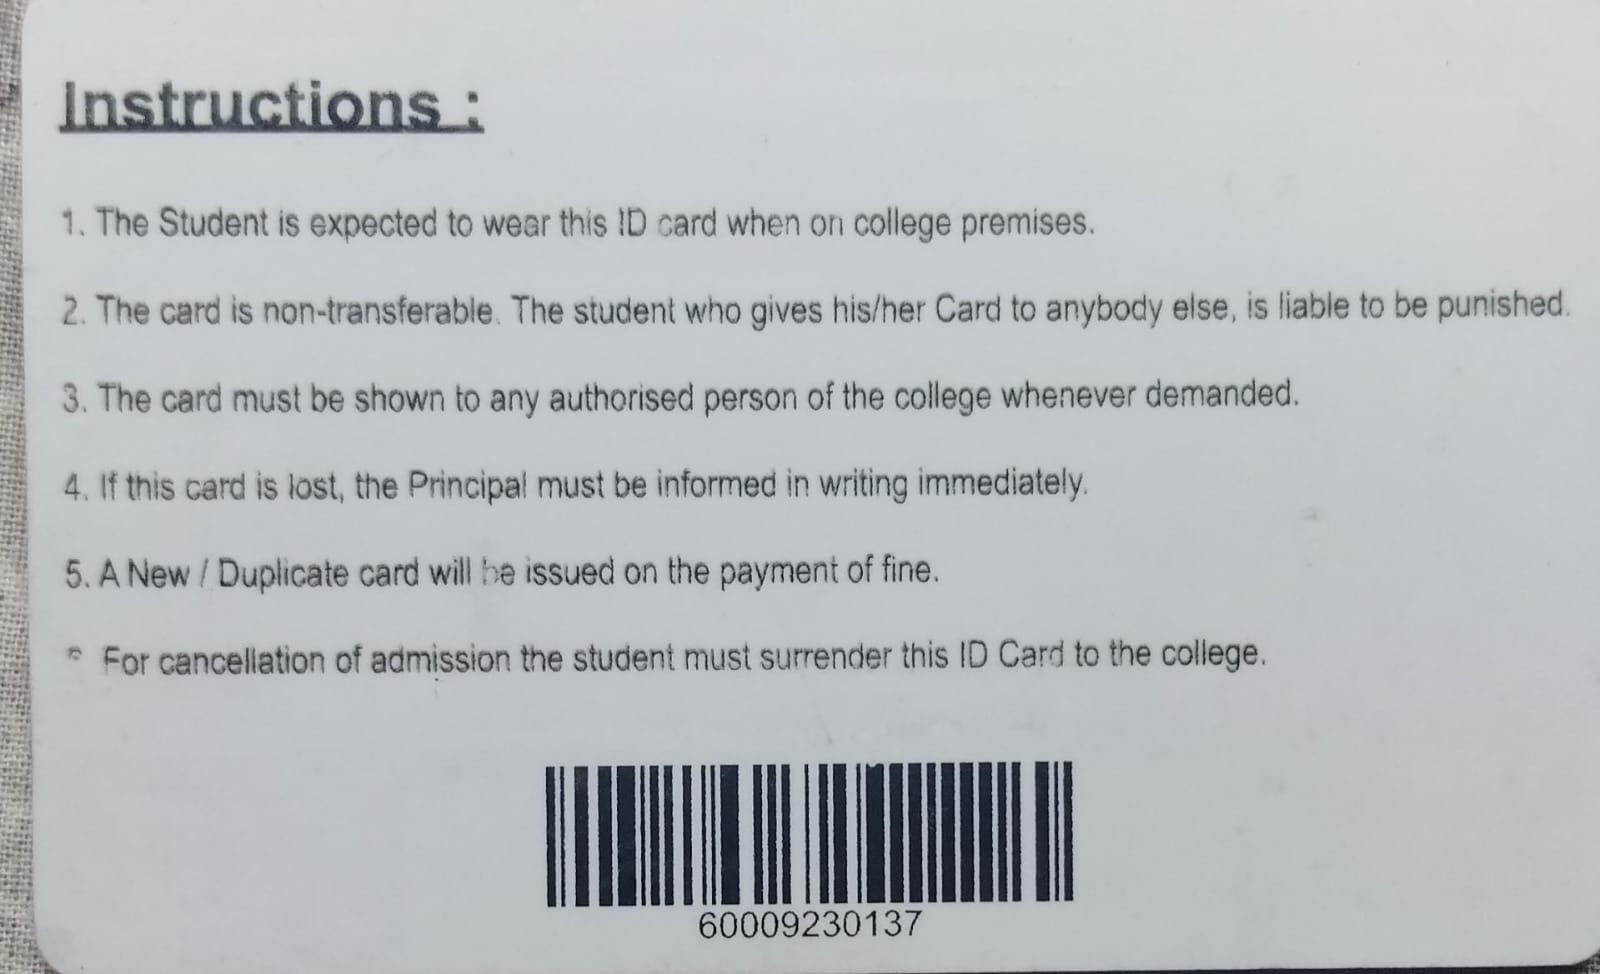 Instructions :
1. The Student is expected to wear this ID card when on college premises.
2. The card is non-transferable. The student who gives his/her Card to anybody else, is liable to be punished.
3. The card must be shown to any authorised person of the college whenever demanded.
4. If this card is lost, the Principal must be informed in writing immediately.
5. A New / Duplicate card will be issued on the payment of fine.
For cancellation of admission the student must surrender this ID Card to the college.
60009230137